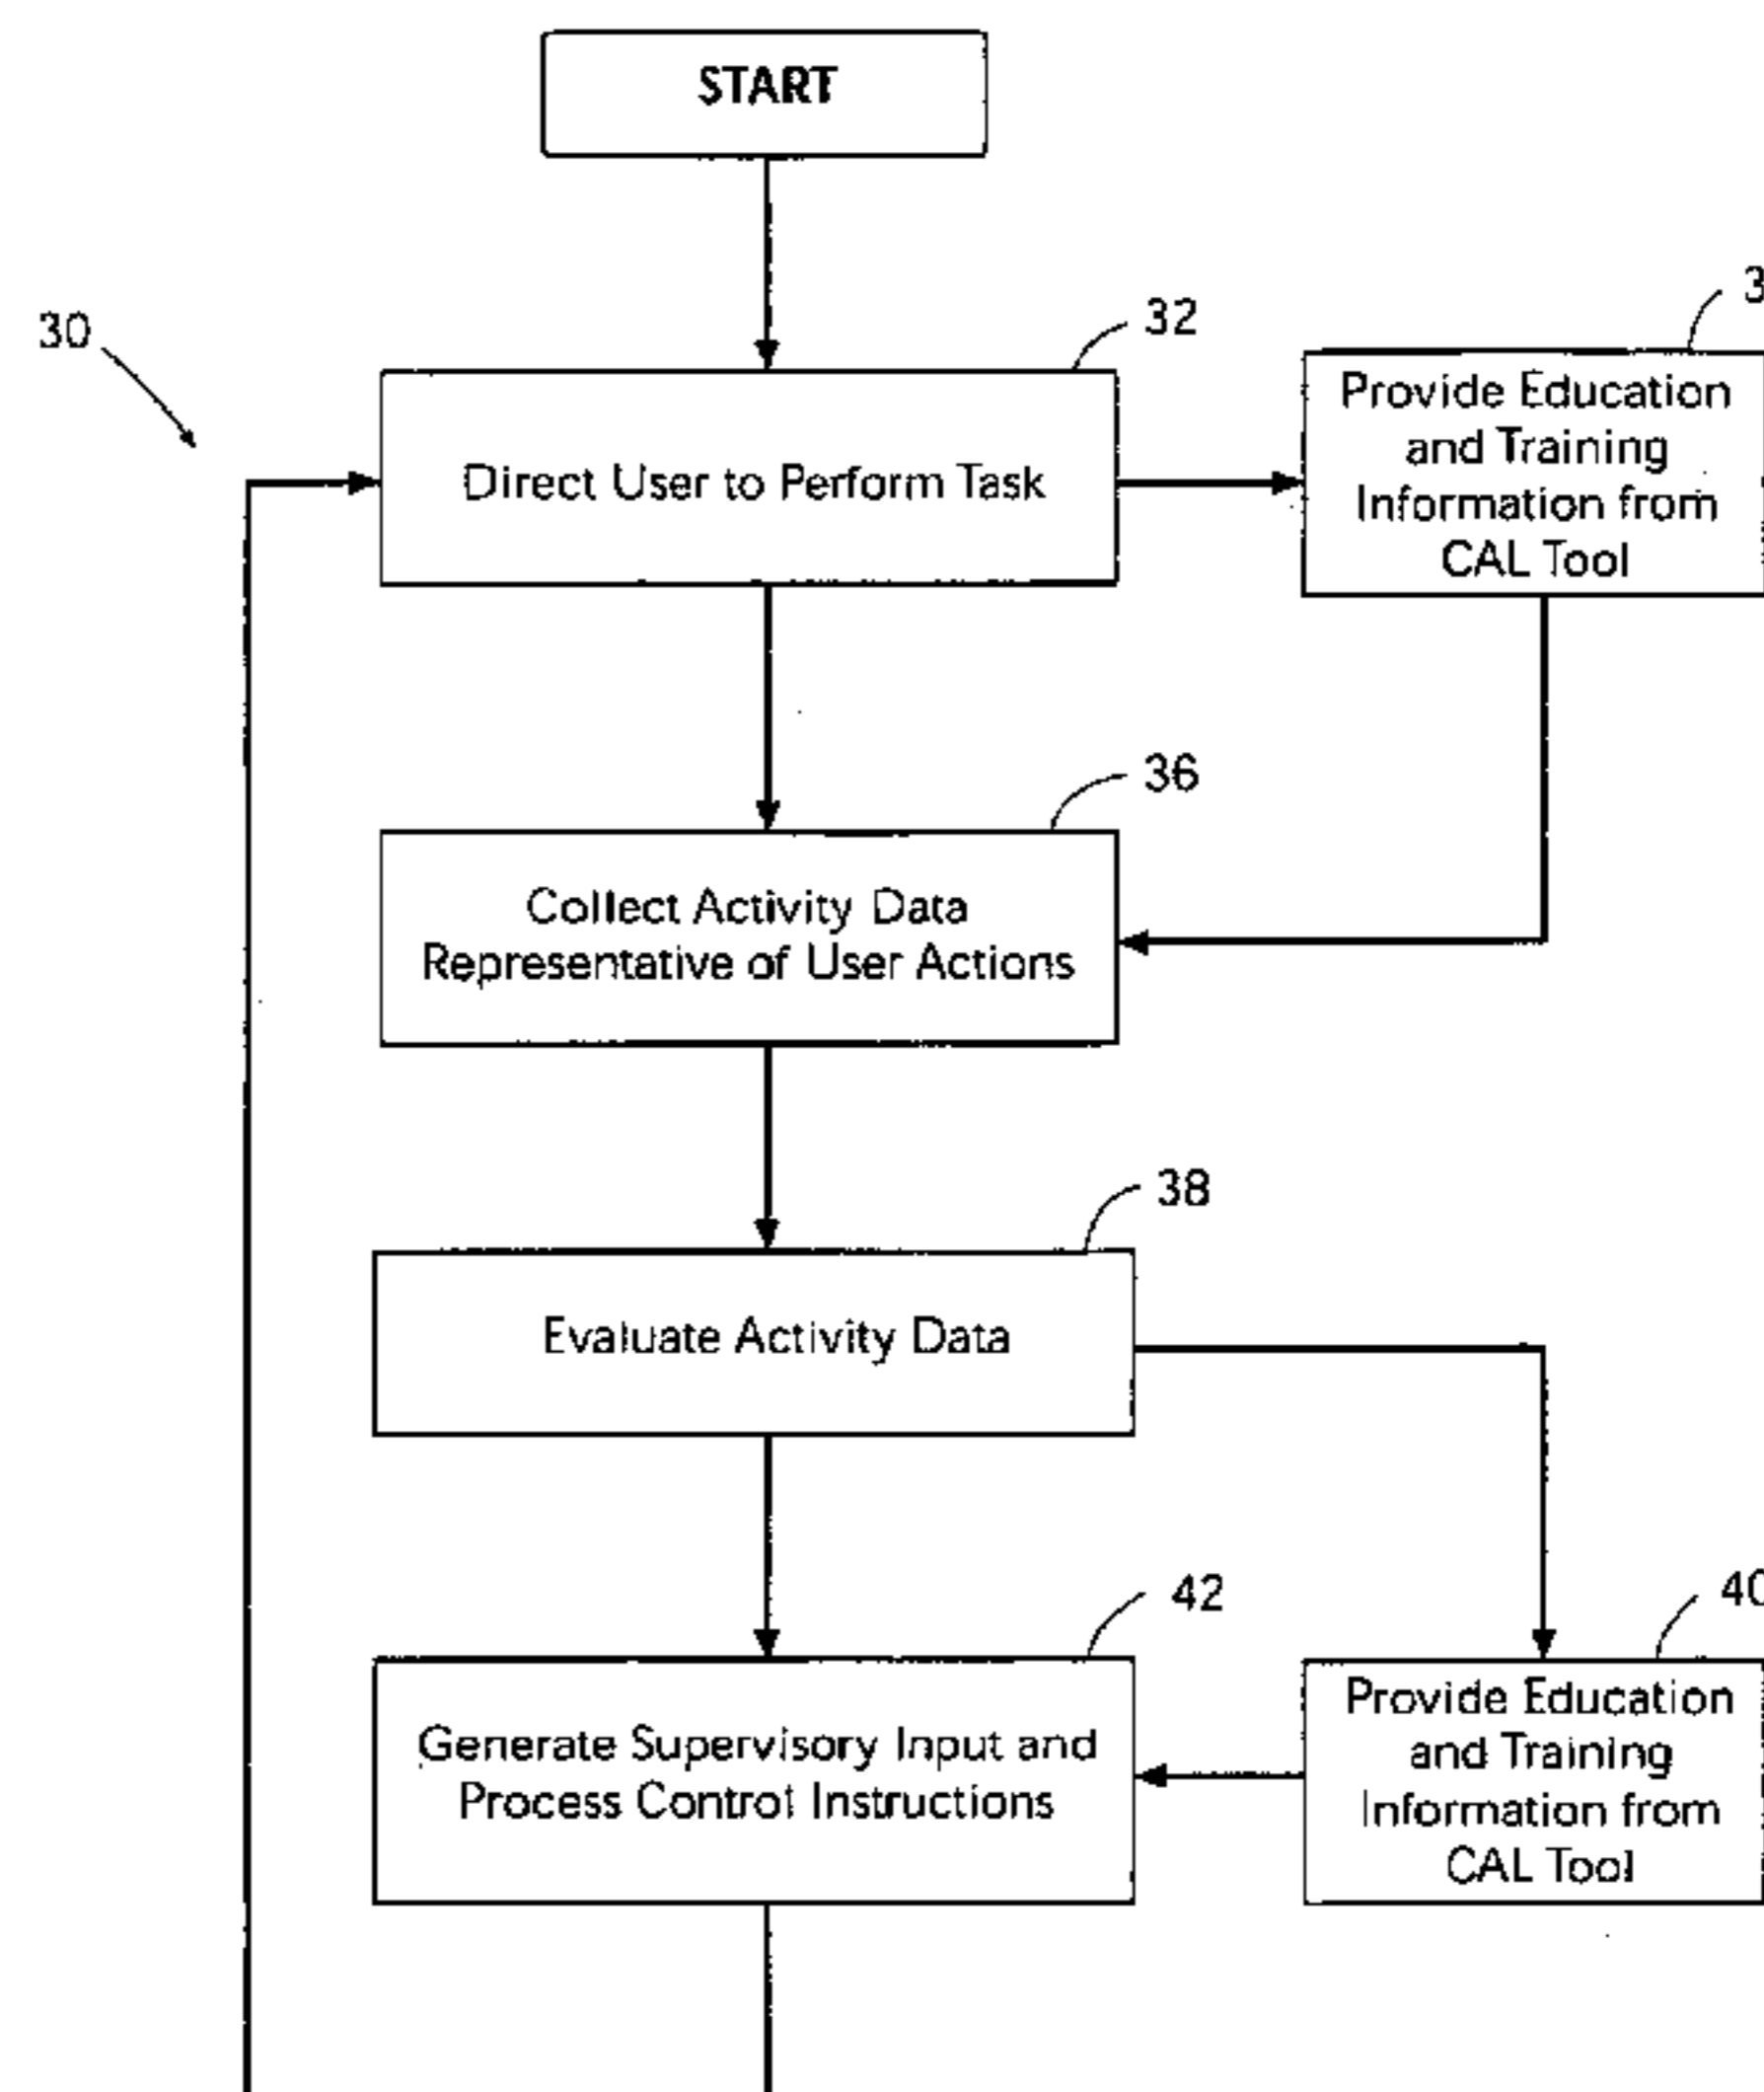 START
30
32
3
Direct User to Perform Task
Provide Education
and Training
Information from
CAL Tool
36
Collect Activity Data
Representative of User Actions
38
Evaluate Activity Data
42
40
Generate Supervisory Input and
Process Control Instructions
Provide Education
and Training
Information from
CAL Tool